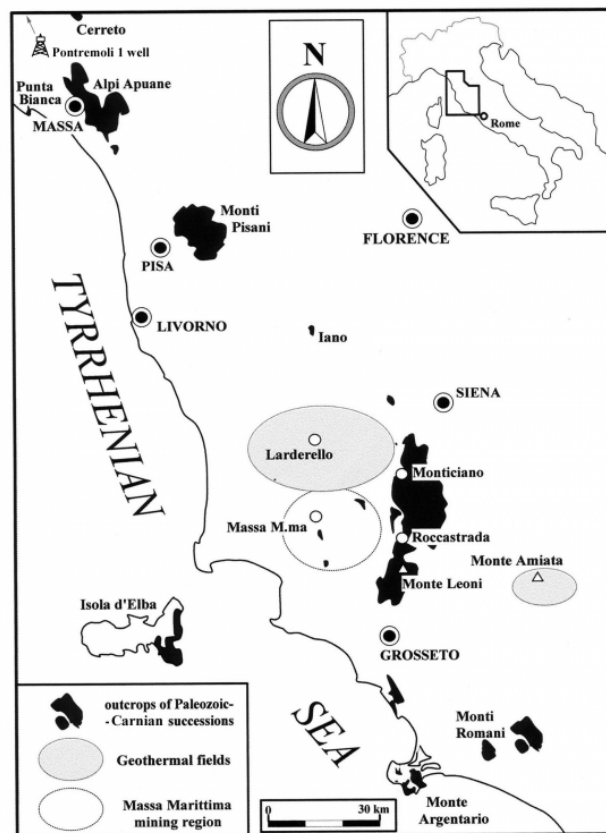 Cerreto
Pontremoli 1 well
Punta
Bianca
Alpi Apuane
MASSA
N
Rome
Monti
Pisani
FLORENCE
PISA
LIVORNO
TYRRHENIAN
Iano
SIENA
Larderello
Monticiano
Massa M.ma
Roccastrada
Monte Amiata
Monte Leoni
Isola d'Elba
GROSSETO
SEA
Monti
Romani
Monte
Argentario
outcrops of Paleozoic-
-Carnian successions
Geothermal fields
Massa Marittima
mining region
0 30 km